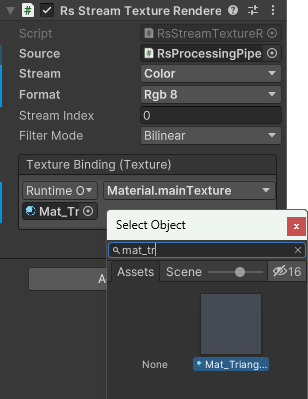 Rs Stream Texture Rendere
Script RsStreamTextureR
Source RsProcessingPipe
Stream Color
Format Rgb 8
Stream Index 0
Filter Mode Bilinear
Texture Binding (Texture)
Runtime O Material.mainTexture
Mat_Tr
Select Object
mat_tr
Assets Scene 16
None Mat_Triang...
A